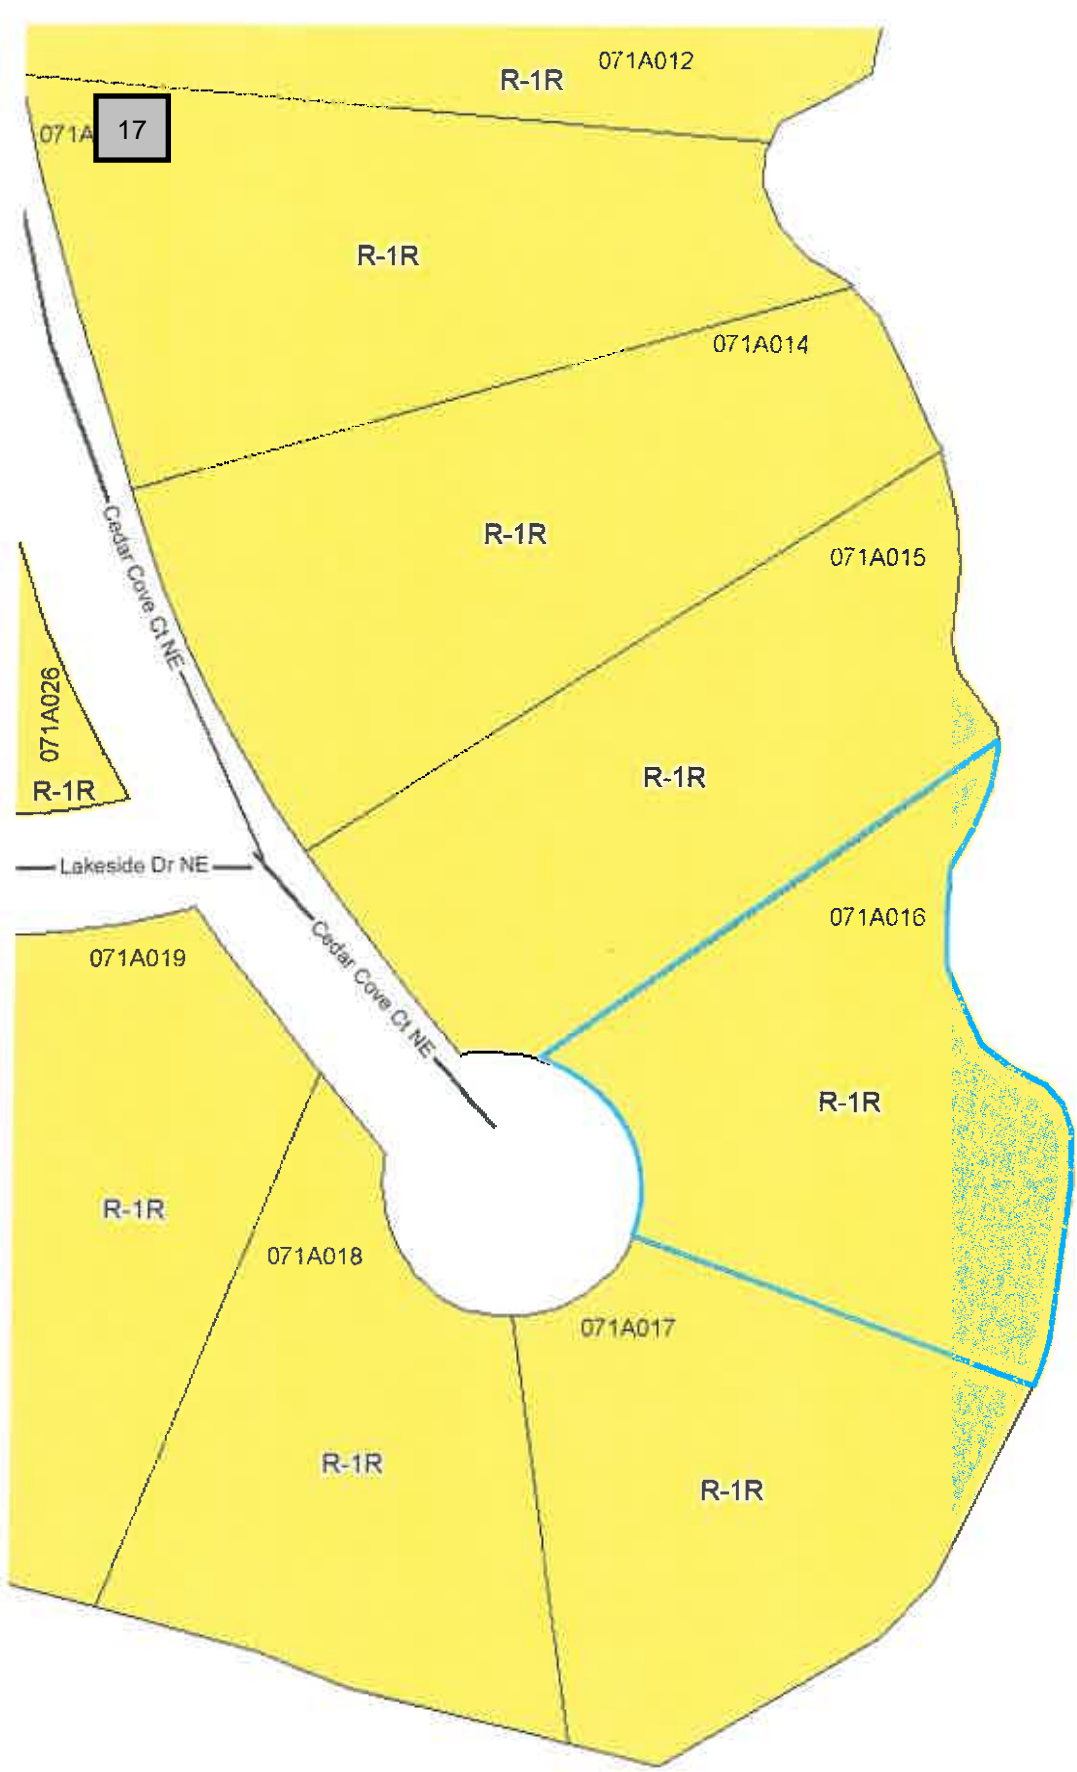 071A012
R-1R
071A
17
R-1R
071A014
R-1R
071A015
Cedar Cove Ct NE
071A026
R-1R
R-1R
Lakeside Dr NE
071A016
Cedar Cove Ct NE
071A019
R-1R
R-1R
071A018
071A017
R-1R
R-1R